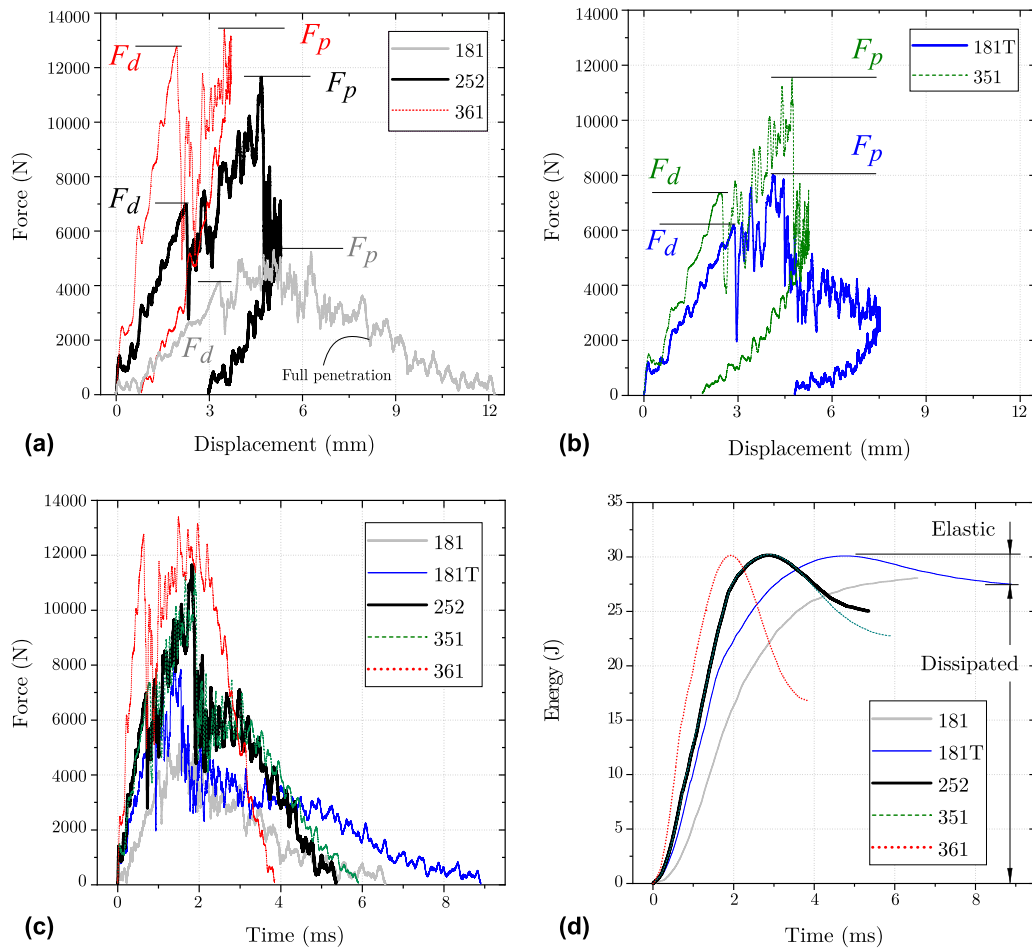 14000
12000
10000
8000
6000
4000
2000
0
Force (N)
0 3 6 9 12
Displacement (mm)
F_d
F_p
F_p
F_d
F_p
F_d
Full penetration
181
252
361
(a)
14000
12000
10000
8000
6000
4000
2000
0
Force (N)
0 3 6 9 12
Displacement (mm)
F_p
F_p
F_d
F_d
181T
351
(b)
14000
12000
10000
8000
6000
4000
2000
0
Force (N)
0 2 4 6 8
Time (ms)
181
181T
252
351
361
(c)
35
30
25
20
15
10
5
0
Energy (J)
0 2 4 6 8
Time (ms)
Elastic
Dissipated
181
181T
252
351
361
(d)